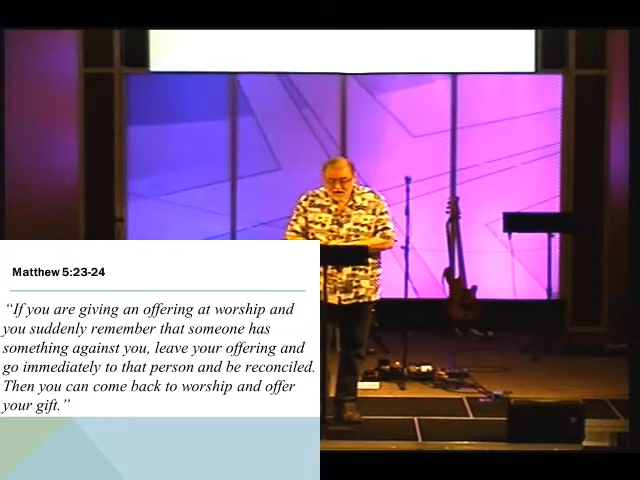 Matthew 5:23-24
“If you are giving an offering at worship and
you suddenly remember that someone has
something against you, leave your offering and
go immediately to that person and be reconciled.
Then you can come back to worship and offer
your gift.”